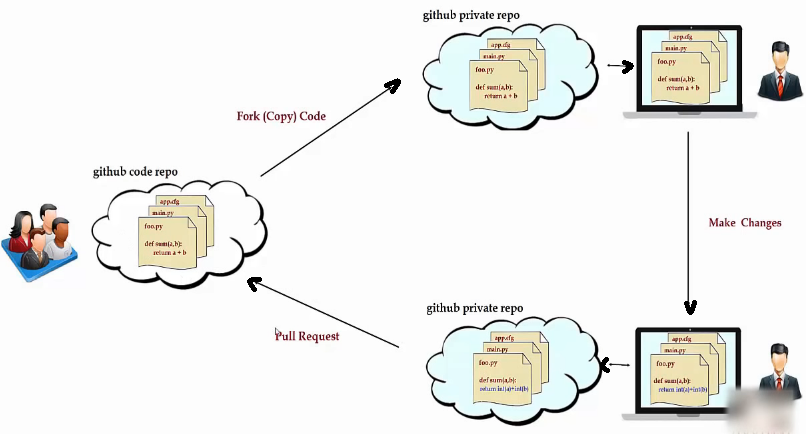 github private repo
app.cfg
main.py
foo.py
def sum(a,b):
return a + b
app.cfg
main.py
foo.py
def sum(a,b):
return a + b
Fork (Copy) Code
github code repo
app.cfg
main.py
foo.py
def sum(a,b):
return a + b
Make Changes
github private repo
app.cfg
main.py
foo.py
def sum(a,b):
return int(a)+int(b)
app.cfg
main.py
foo.py
def sum(a,b):
return int(a)+int(b)
Pull Request